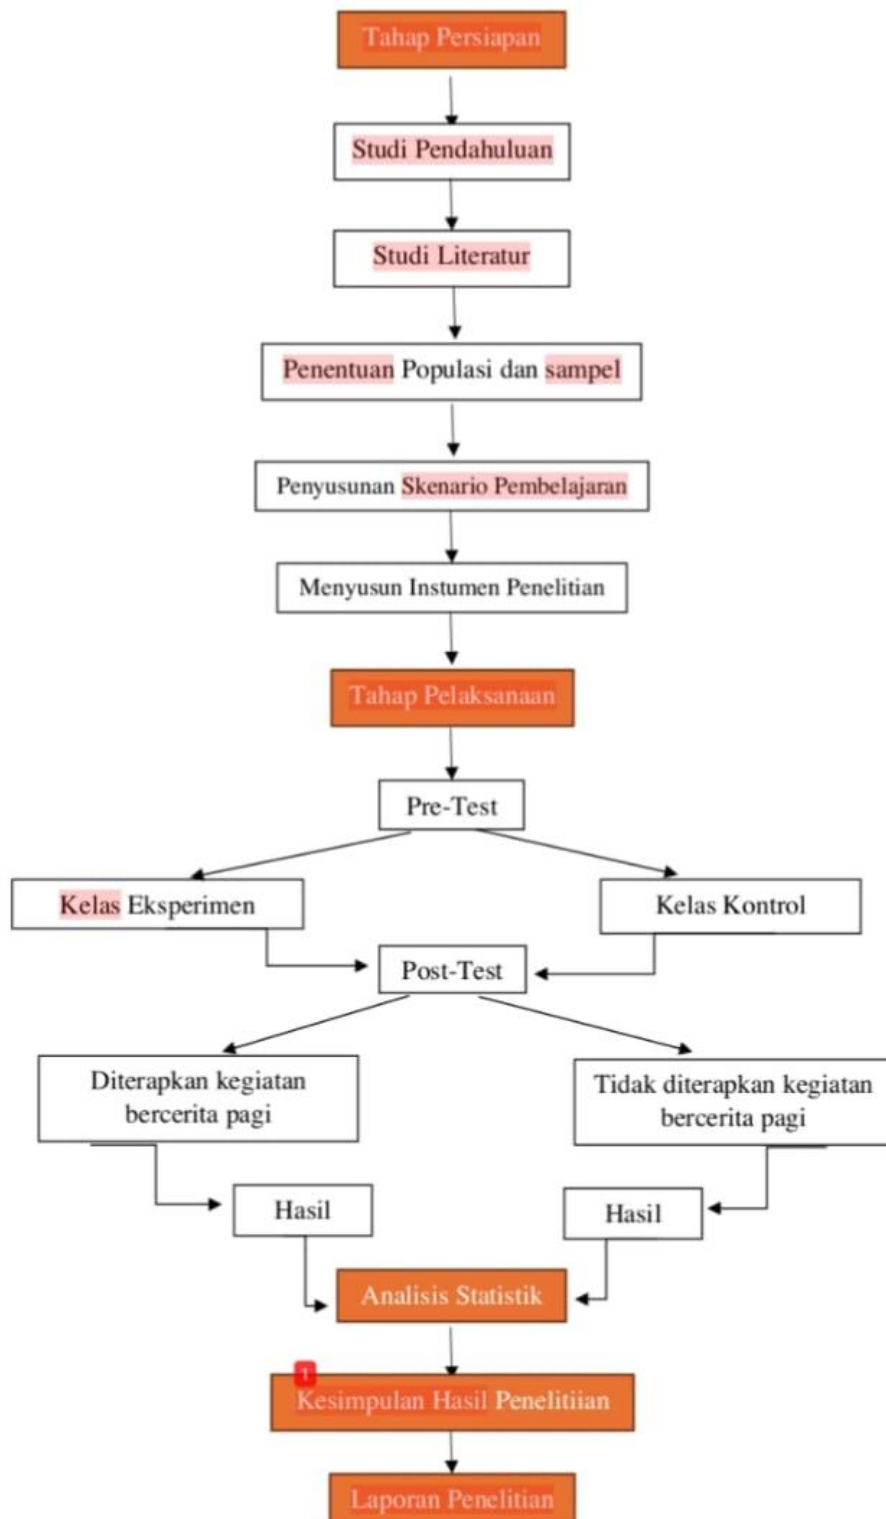 Tahap Persiapan
Studi Pendahuluan
Studi Literatur
Penentuan Populasi dan sampel
Penyusunan Skenario Pembelajaran
Menyusun Instumen Penelitian
Tahap Pelaksanaan
Pre-Test
Kelas Eksperimen
Kelas Kontrol
Post-Test
Diterapkan kegiatan
bercerita pagi
Tidak diterapkan kegiatan
bercerita pagi
Hasil
Hasil
Analisis Statistik
1
Kesimpulan Hasil Penelitiian
Laporan Penelitian